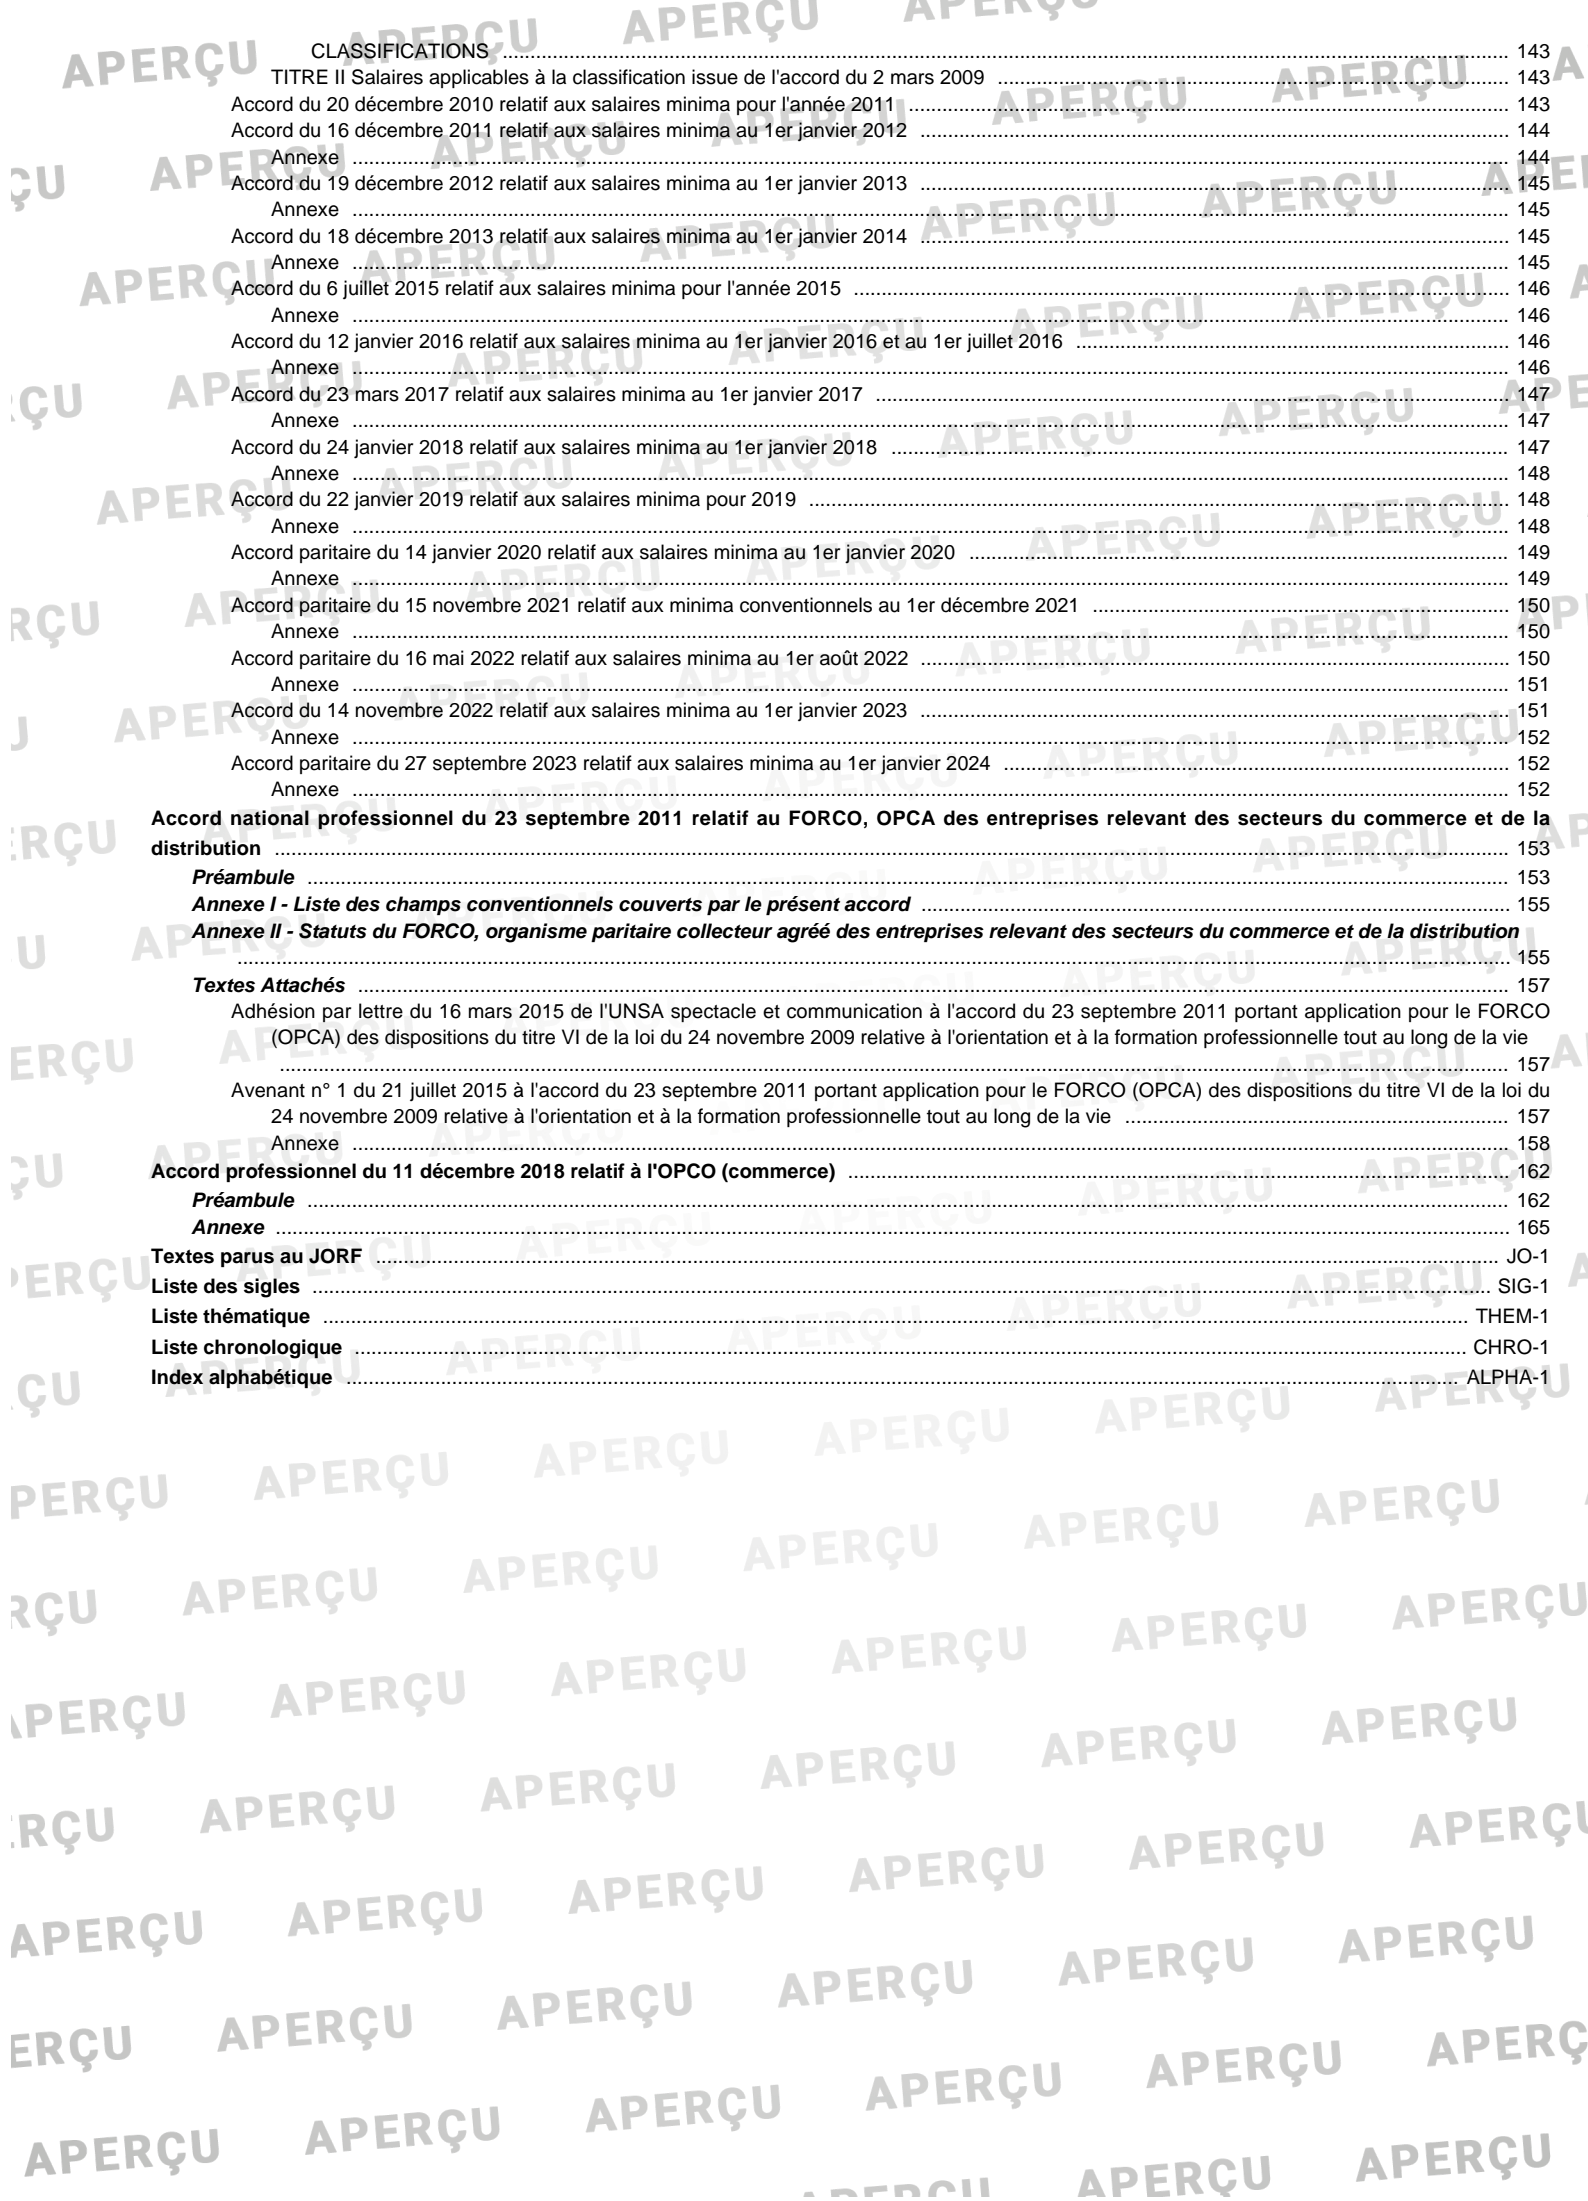 CLASSIFICATIONS ........ 143
TITRE II Salaires applicables à la classification issue de l'accord du 2 mars 2009 ........ 143
Accord du 20 décembre 2010 relatif aux salaires minima pour l'année 2011 ........ 143
Accord du 16 décembre 2011 relatif aux salaires minima au 1er janvier 2012 ........ 144
Annexe ........ 144
Accord du 19 décembre 2012 relatif aux salaires minima au 1er janvier 2013 ........ 145
Annexe ........ 145
Accord du 18 décembre 2013 relatif aux salaires minima au 1er janvier 2014 ........ 145
Annexe ........ 145
Accord du 6 juillet 2015 relatif aux salaires minima pour l'année 2015 ........ 146
Annexe ........ 146
Accord du 12 janvier 2016 relatif aux salaires minima au 1er janvier 2016 et au 1er juillet 2016 ........ 146
Annexe ........ 146
Accord du 23 mars 2017 relatif aux salaires minima au 1er janvier 2017 ........ 147
Annexe ........ 147
Accord du 24 janvier 2018 relatif aux salaires minima au 1er janvier 2018 ........ 147
Annexe ........ 148
Accord du 22 janvier 2019 relatif aux salaires minima pour 2019 ........ 148
Annexe ........ 148
Accord paritaire du 14 janvier 2020 relatif aux salaires minima au 1er janvier 2020 ........ 149
Annexe ........ 149
Accord paritaire du 15 novembre 2021 relatif aux minima conventionnels au 1er décembre 2021 ........ 150
Annexe ........ 150
Accord paritaire du 16 mai 2022 relatif aux salaires minima au 1er août 2022 ........ 150
Annexe ........ 151
Accord du 14 novembre 2022 relatif aux salaires minima au 1er janvier 2023 ........ 151
Annexe ........ 152
Accord paritaire du 27 septembre 2023 relatif aux salaires minima au 1er janvier 2024 ........ 152
Annexe ........ 152
Accord national professionnel du 23 septembre 2011 relatif au FORCO, OPCA des entreprises relevant des secteurs du commerce et de la
distribution ........ 153
Préambule ........ 153
Annexe I - Liste des champs conventionnels couverts par le présent accord ........ 155
Annexe II - Statuts du FORCO, organisme paritaire collecteur agréé des entreprises relevant des secteurs du commerce et de la distribution
........ 155
Textes Attachés ........ 157
Adhésion par lettre du 16 mars 2015 de l'UNSA spectacle et communication à l'accord du 23 septembre 2011 portant application pour le FORCO
(OPCA) des dispositions du titre VI de la loi du 24 novembre 2009 relative à l'orientation et à la formation professionnelle tout au long de la vie
........ 157
Avenant n° 1 du 21 juillet 2015 à l'accord du 23 septembre 2011 portant application pour le FORCO (OPCA) des dispositions du titre VI de la loi du
24 novembre 2009 relative à l'orientation et à la formation professionnelle tout au long de la vie ........ 157
Annexe ........ 158
Accord professionnel du 11 décembre 2018 relatif à l'OPCO (commerce) ........ 162
Préambule ........ 162
Annexe ........ 165
Textes parus au JORF ........ JO-1
Liste des sigles ........ SIG-1
Liste thématique ........ THEM-1
Liste chronologique ........ CHRO-1
Index alphabétique ........ ALPHA-1
APERÇU